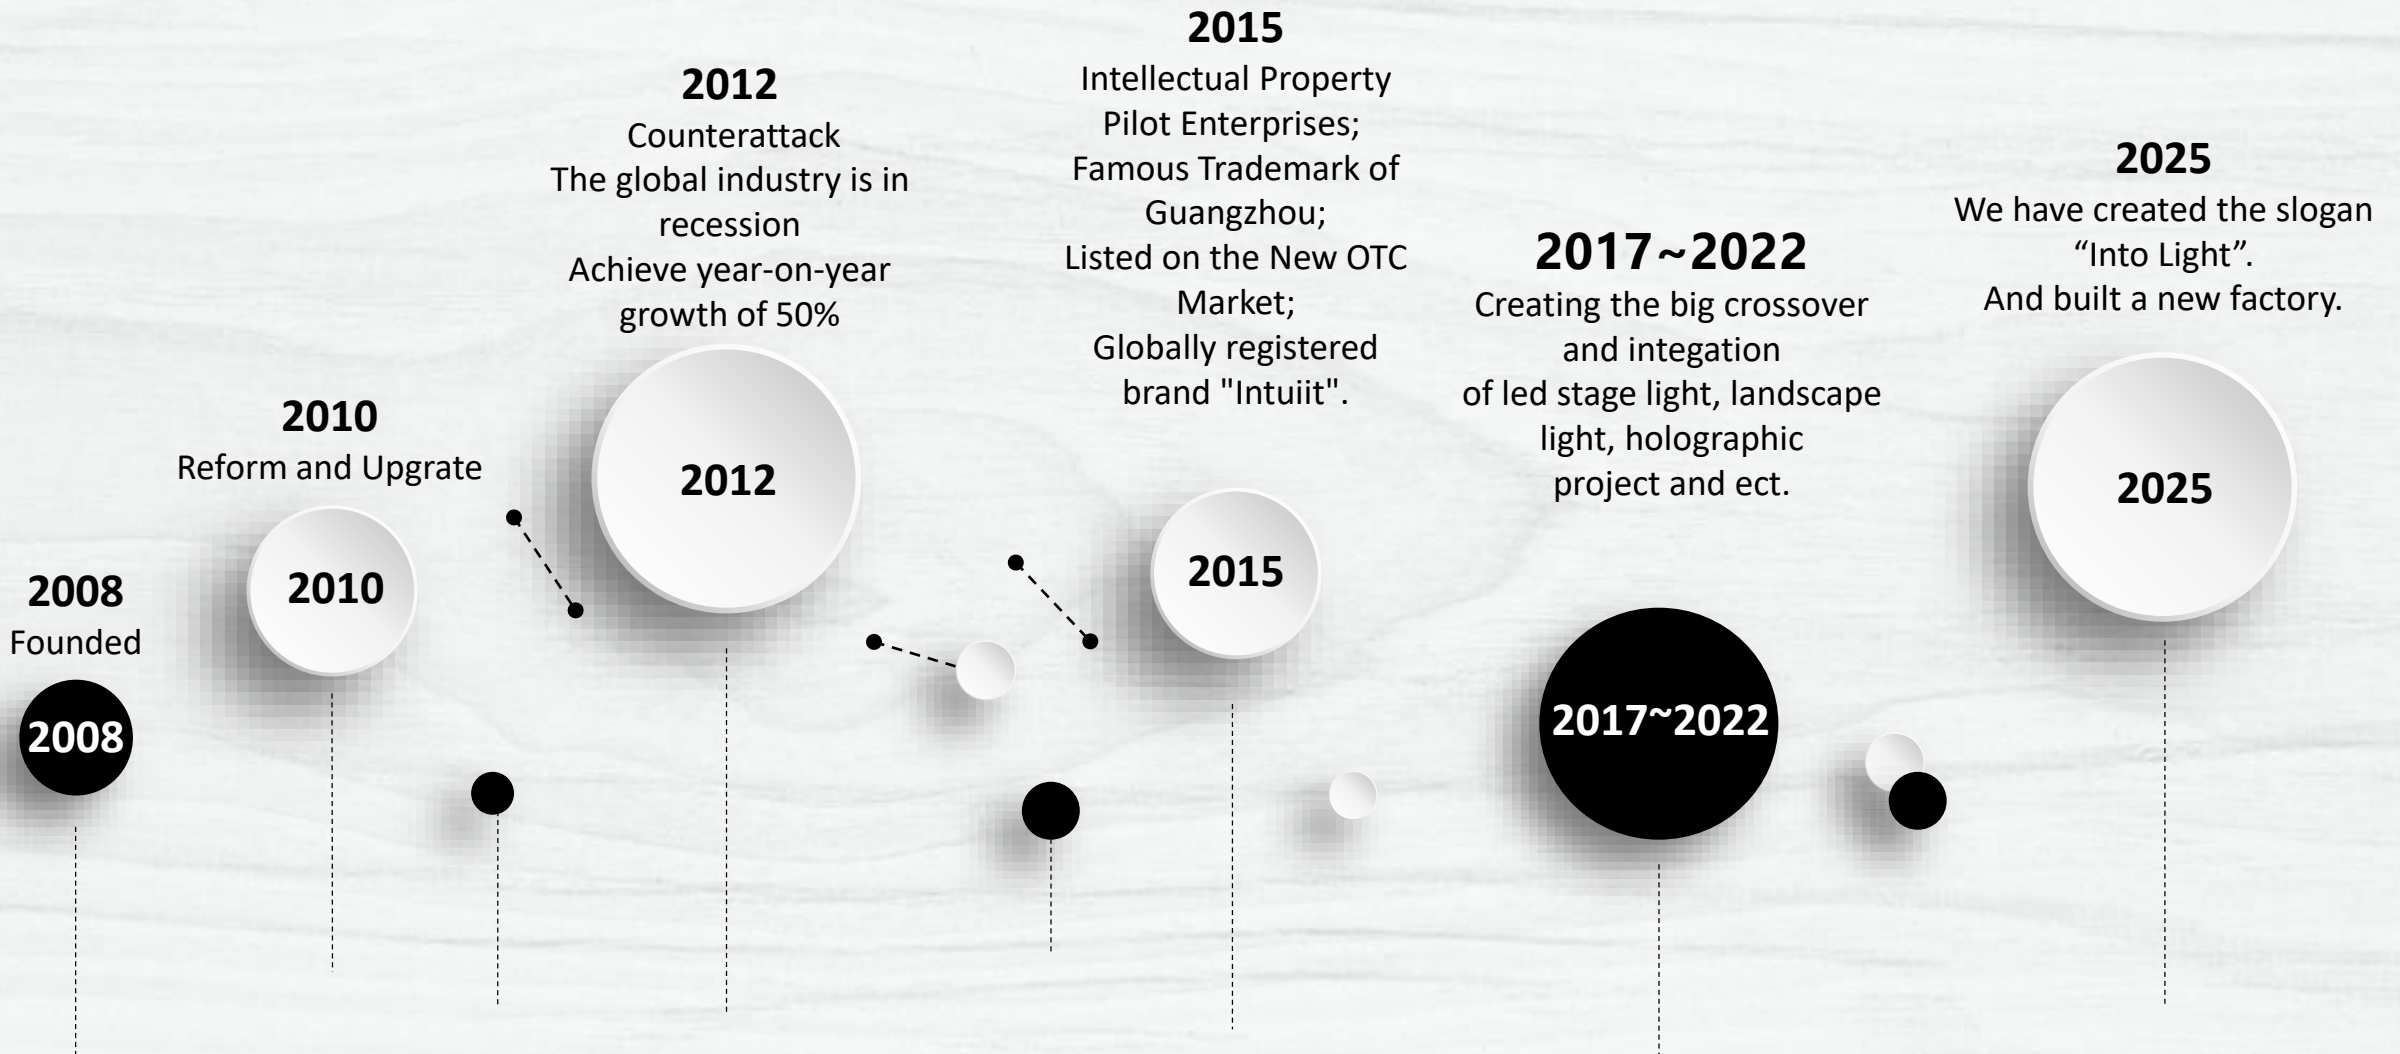 2008
Founded
2008
2010
Reform and Upgrate
2010
2012
Counterattack
The global industry is in
recession
Achieve year-on-year
growth of 50%
2012
2015
Intellectual Property
Pilot Enterprises;
Famous Trademark of
Guangzhou;
Listed on the New OTC
Market;
Globally registered
brand "Intuiit".
2015
2017~2022
Creating the big crossover
and integation
of led stage light, landscape
light, holographic
project and ect.
2017~2022
2025
We have created the slogan
“Into Light”.
And built a new factory.
2025